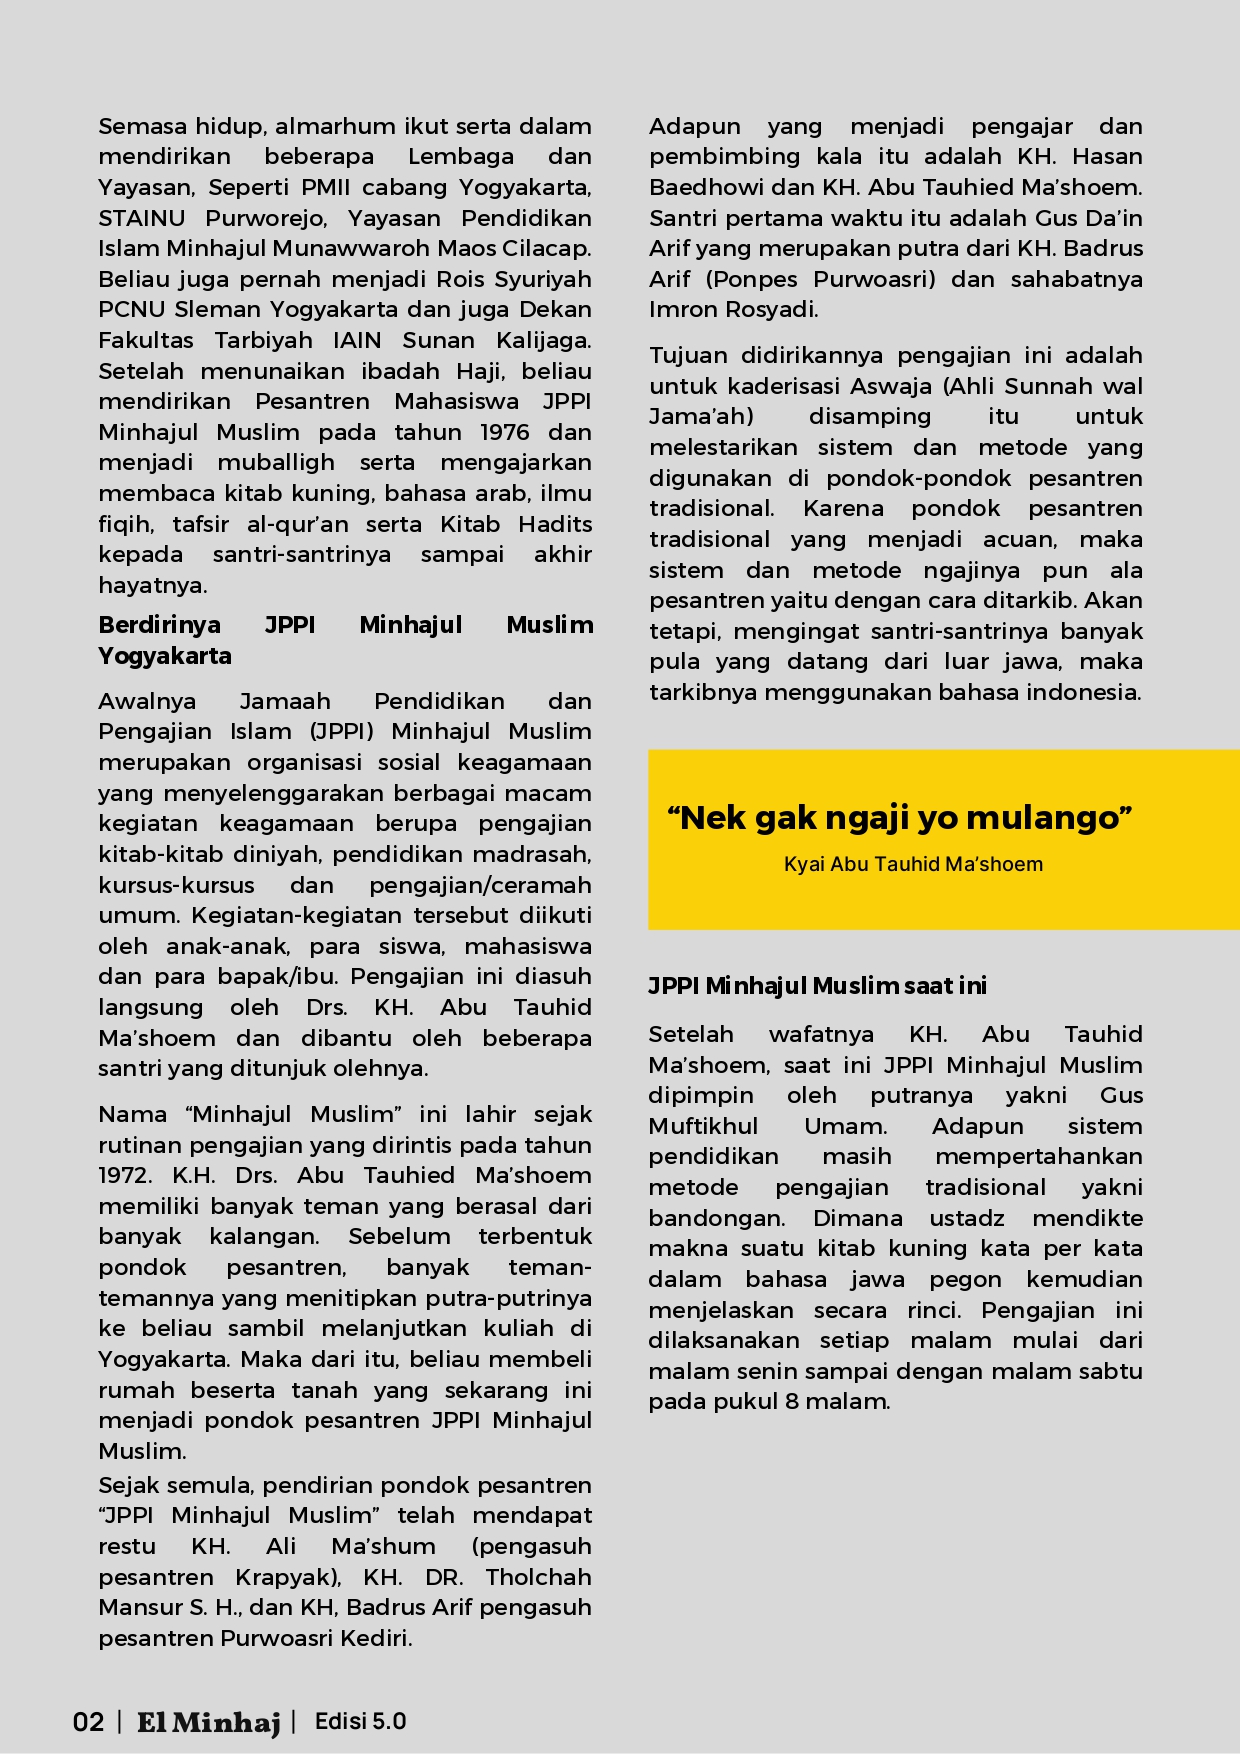 Semasa hidup, almarhum ikut serta dalam
mendirikan beberapa Lembaga dan
Yayasan, Seperti PMII cabang Yogyakarta,
STAINU Purworejo, Yayasan Pendidikan
Islam Minhajul Munawwaroh Maos Cilacap.
Beliau juga pernah menjadi Rois Syuriyah
PCNU Sleman Yogyakarta dan juga Dekan
Fakultas Tarbiyah IAIN Sunan Kalijaga.
Setelah menunaikan ibadah Haji, beliau
mendirikan Pesantren Mahasiswa JPPI
Minhajul Muslim pada tahun 1976 dan
menjadi muballigh serta mengajarkan
membaca kitab kuning, bahasa arab, ilmu
fiqih, tafsir al-qur’an serta Kitab Hadits
kepada santri-santrinya sampai akhir
hayatnya.
Berdirinya JPPI Minhajul Muslim
Yogyakarta
Awalnya Jamaah Pendidikan dan
Pengajian Islam (JPPI) Minhajul Muslim
merupakan organisasi sosial keagamaan
yang menyelenggarakan berbagai macam
kegiatan keagamaan berupa pengajian
kitab-kitab diniyah, pendidikan madrasah,
kursus-kursus dan pengajian/ceramah
umum. Kegiatan-kegiatan tersebut diikuti
oleh anak-anak, para siswa, mahasiswa
dan para bapak/ibu. Pengajian ini diasuh
langsung oleh Drs. KH. Abu Tauhid
Ma’shoem dan dibantu oleh beberapa
santri yang ditunjuk olehnya.
Nama “Minhajul Muslim” ini lahir sejak
rutinan pengajian yang dirintis pada tahun
1972. K.H. Drs. Abu Tauhied Ma’shoem
memiliki banyak teman yang berasal dari
banyak kalangan. Sebelum terbentuk
pondok pesantren, banyak teman-
temannya yang menitipkan putra-putrinya
ke beliau sambil melanjutkan kuliah di
Yogyakarta. Maka dari itu, beliau membeli
rumah beserta tanah yang sekarang ini
menjadi pondok pesantren JPPI Minhajul
Muslim.
Sejak semula, pendirian pondok pesantren
“JPPI Minhajul Muslim” telah mendapat
restu KH. Ali Ma’shum (pengasuh
pesantren Krapyak), KH. DR. Tholchah
Mansur S. H., dan KH, Badrus Arif pengasuh
pesantren Purwoasri Kediri.
Adapun yang menjadi pengajar dan
pembimbing kala itu adalah KH. Hasan
Baedhowi dan KH. Abu Tauhied Ma’shoem.
Santri pertama waktu itu adalah Gus Da’in
Arif yang merupakan putra dari KH. Badrus
Arif (Ponpes Purwoasri) dan sahabatnya
Imron Rosyadi.
Tujuan didirikannya pengajian ini adalah
untuk kaderisasi Aswaja (Ahli Sunnah wal
Jama’ah) disamping itu untuk
melestarikan sistem dan metode yang
digunakan di pondok-pondok pesantren
tradisional. Karena pondok pesantren
tradisional yang menjadi acuan, maka
sistem dan metode ngajinya pun ala
pesantren yaitu dengan cara ditarkib. Akan
tetapi, mengingat santri-santrinya banyak
pula yang datang dari luar jawa, maka
tarkibnya menggunakan bahasa indonesia.
“Nek gak ngaji yo mulango”
Kyai Abu Tauhid Ma’shoem
JPPI Minhajul Muslim saat ini
Setelah wafatnya KH. Abu Tauhid
Ma’shoem, saat ini JPPI Minhajul Muslim
dipimpin oleh putranya yakni Gus
Muftikhul Umam. Adapun sistem
pendidikan masih mempertahankan
metode pengajian tradisional yakni
bandongan. Dimana ustadz mendikte
makna suatu kitab kuning kata per kata
dalam bahasa jawa pegon kemudian
menjelaskan secara rinci. Pengajian ini
dilaksanakan setiap malam mulai dari
malam senin sampai dengan malam sabtu
pada pukul 8 malam.
02 | El Minhaj | Edisi 5.0